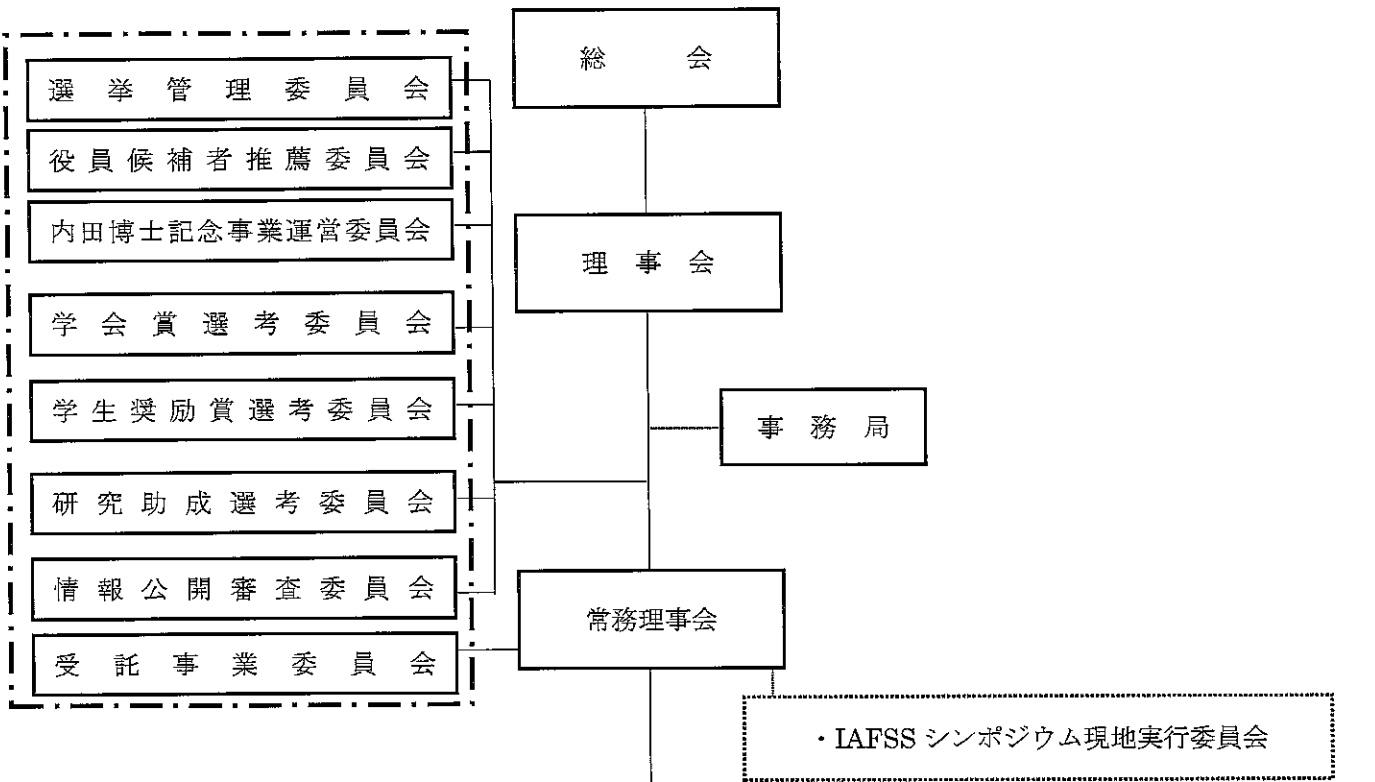 総会
選挙管理委員会
役員候補者推薦委員会
内田博士記念事業運営委員会
理事会
学会賞選考委員会
学生奨励賞選考委員会
事務局
研究助成選考委員会
情報公開審査委員会
常務理事会
受託事業委員会
・IAFSS シンポジウム現地実行委員会